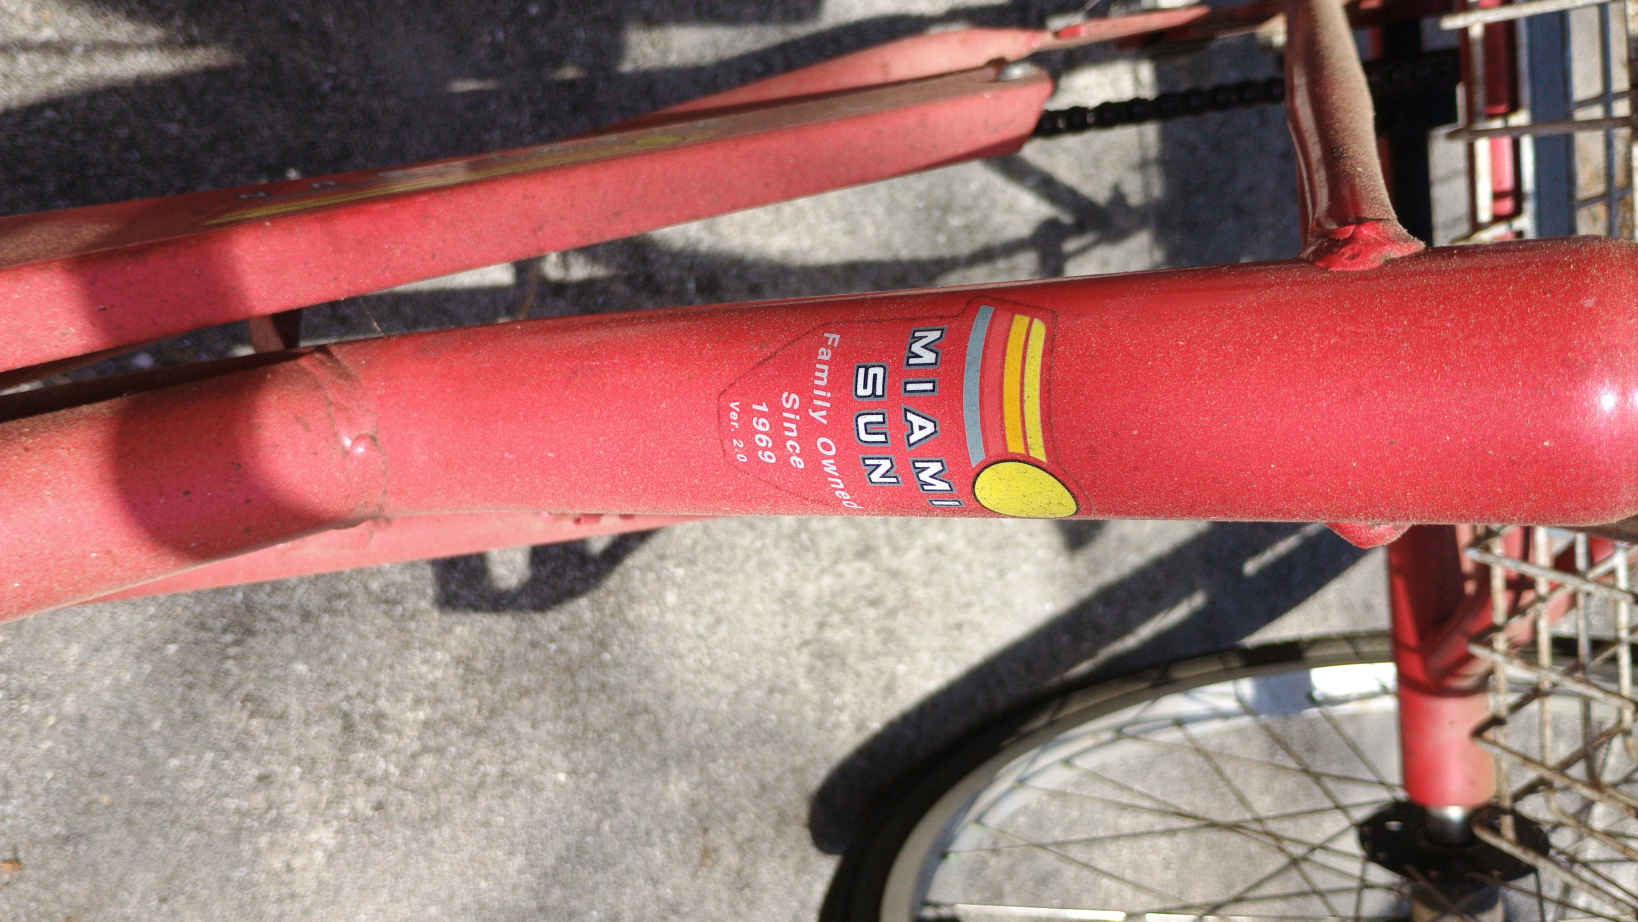 MIAMI
SUN
Family Owned
Since
1969
Ver. 2.0